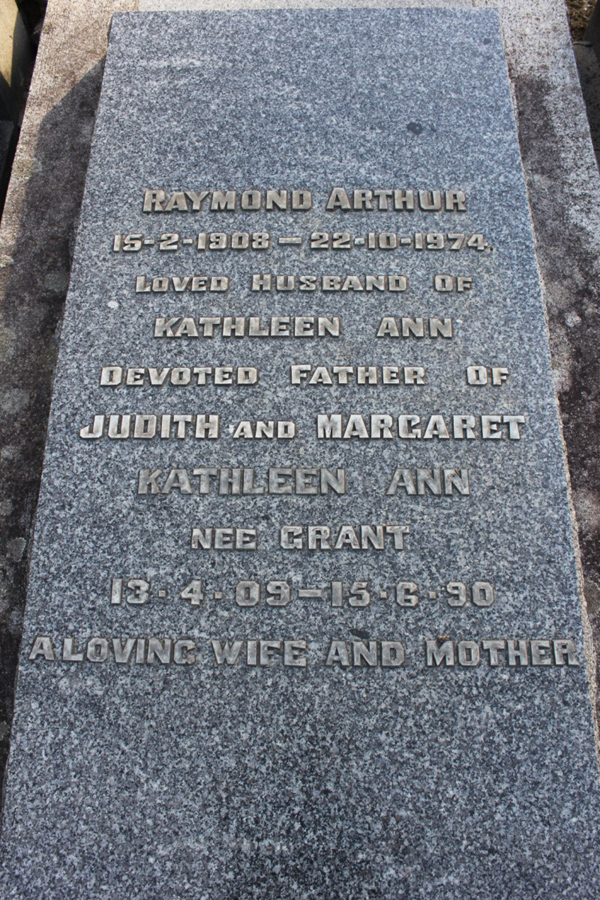 RAYMOND ARTHUR
15-2-1908 — 22-10-1974
LOVED HUSBAND OF
KATHLEEN ANN
DEVOTED FATHER OF
JUDITH AND MARGARET
KATHLEEN ANN
NEE GRANT
13·4·09 — 15·6·90
A LOVING WIFE AND MOTHER